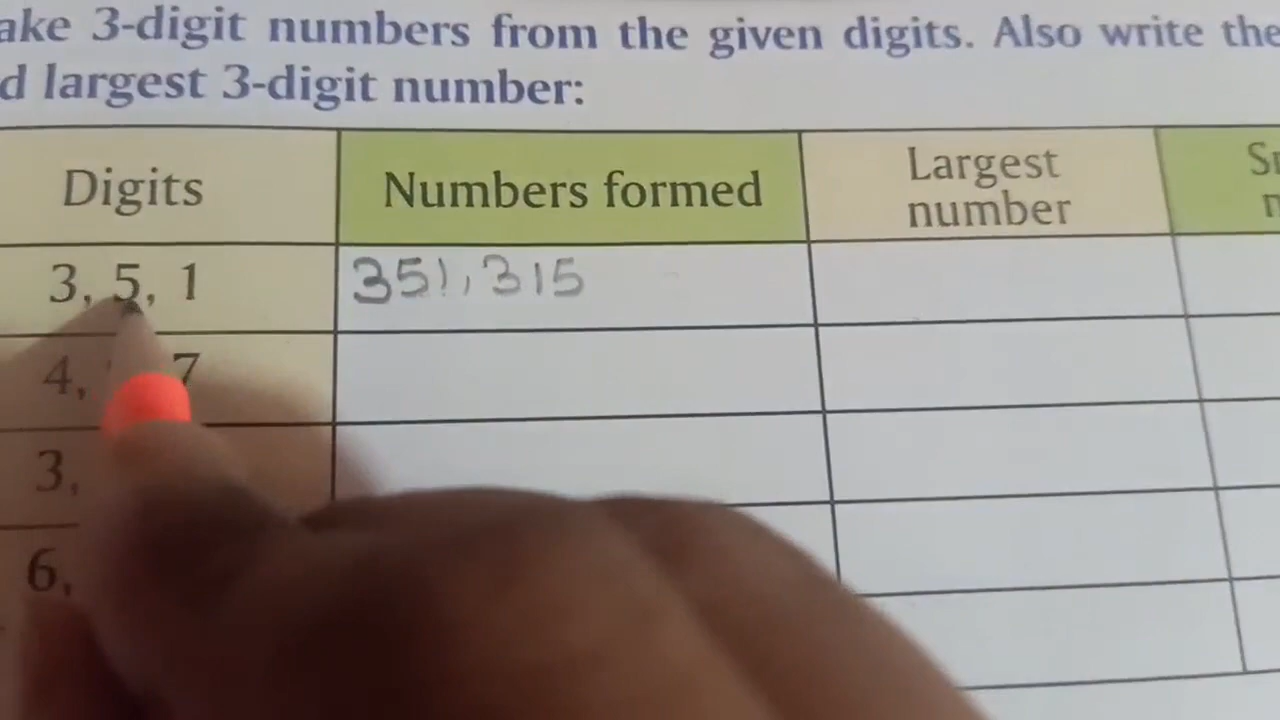 ake 3-digit numbers from the given digits. Also write the
d largest 3-digit number:
Digits
Numbers formed
Largest
number
3, 5, 1
351, 315
4, 7
3,
6,